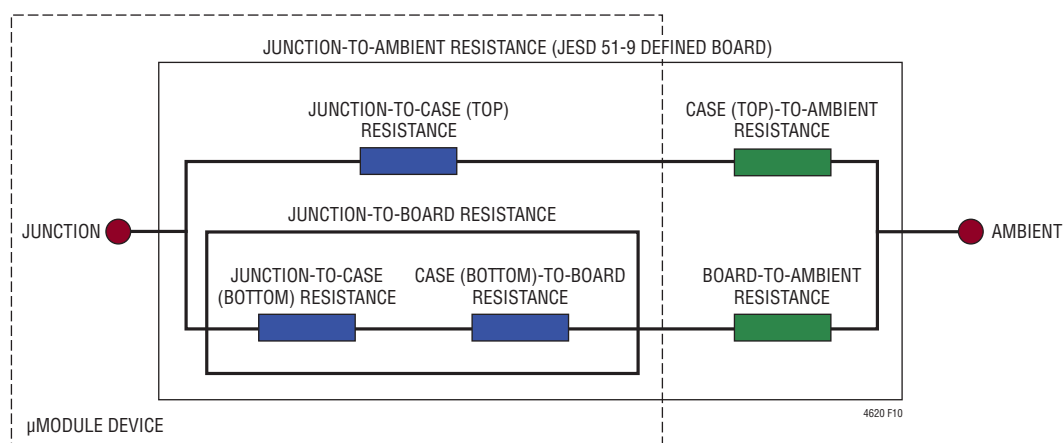 JUNCTION-TO-AMBIENT RESISTANCE (JESD 51-9 DEFINED BOARD)
JUNCTION-TO-CASE (TOP)
RESISTANCE
CASE (TOP)-TO-AMBIENT
RESISTANCE
JUNCTION
JUNCTION-TO-BOARD RESISTANCE
AMBIENT
JUNCTION-TO-CASE
(BOTTOM) RESISTANCE
CASE (BOTTOM)-TO-BOARD
RESISTANCE
BOARD-TO-AMBIENT
RESISTANCE
4620 F10
µMODULE DEVICE